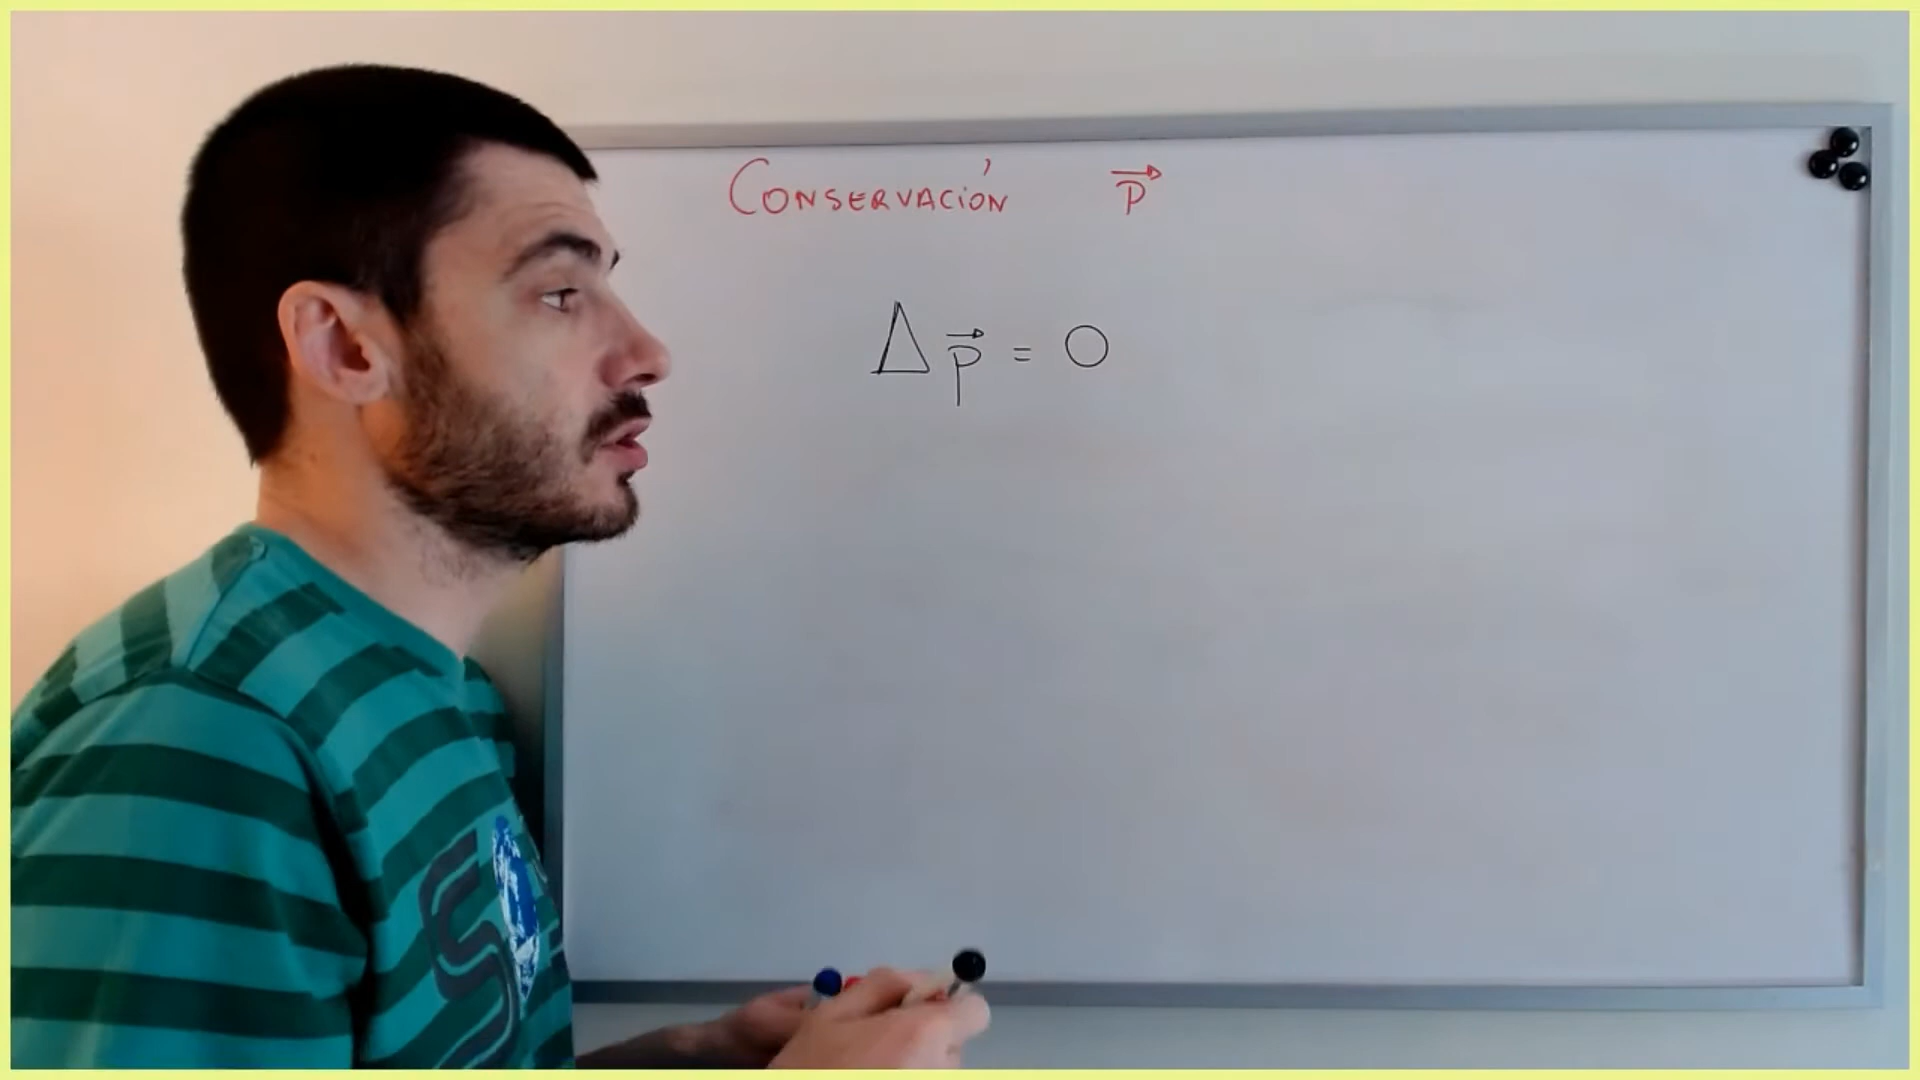 CONSERVACIÓN p⃗
Δp⃗ = 0